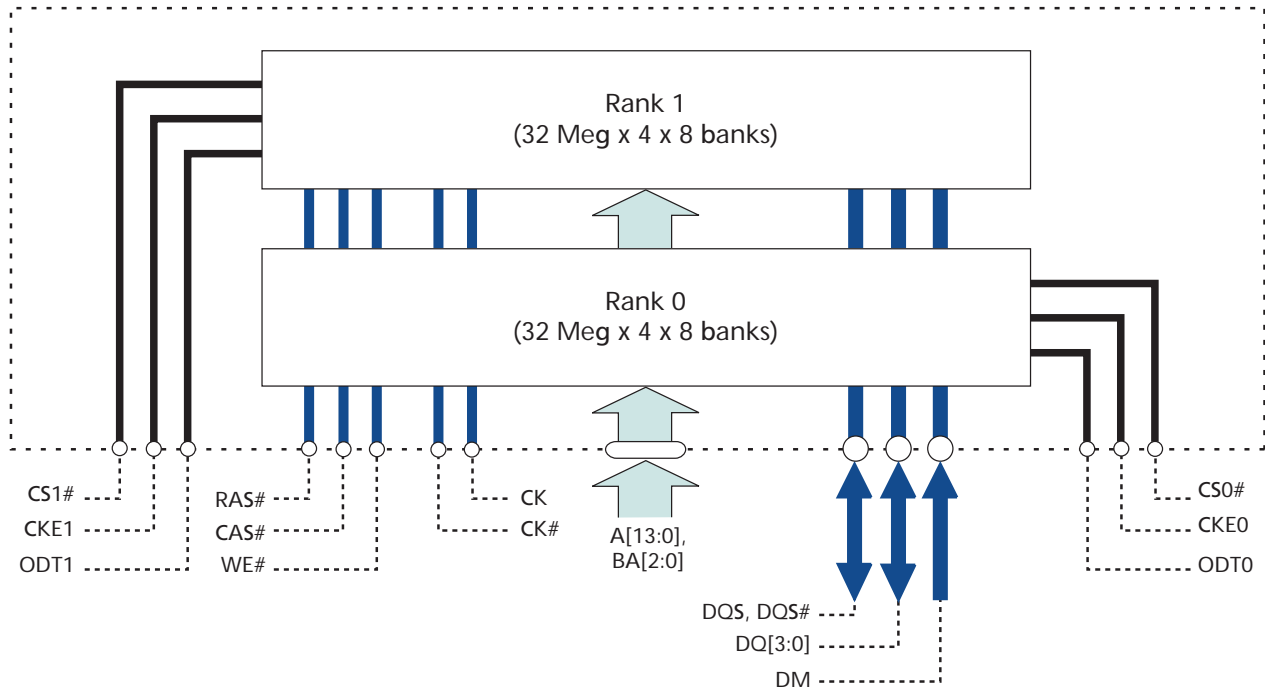 Rank 1
(32 Meg x 4 x 8 banks)
Rank 0
(32 Meg x 4 x 8 banks)
CS1#
CKE1
ODT1
RAS#
CAS#
WE#
CK
CK#
A[13:0],
BA[2:0]
DQS, DQS#
DQ[3:0]
DM
CS0#
CKE0
ODT0